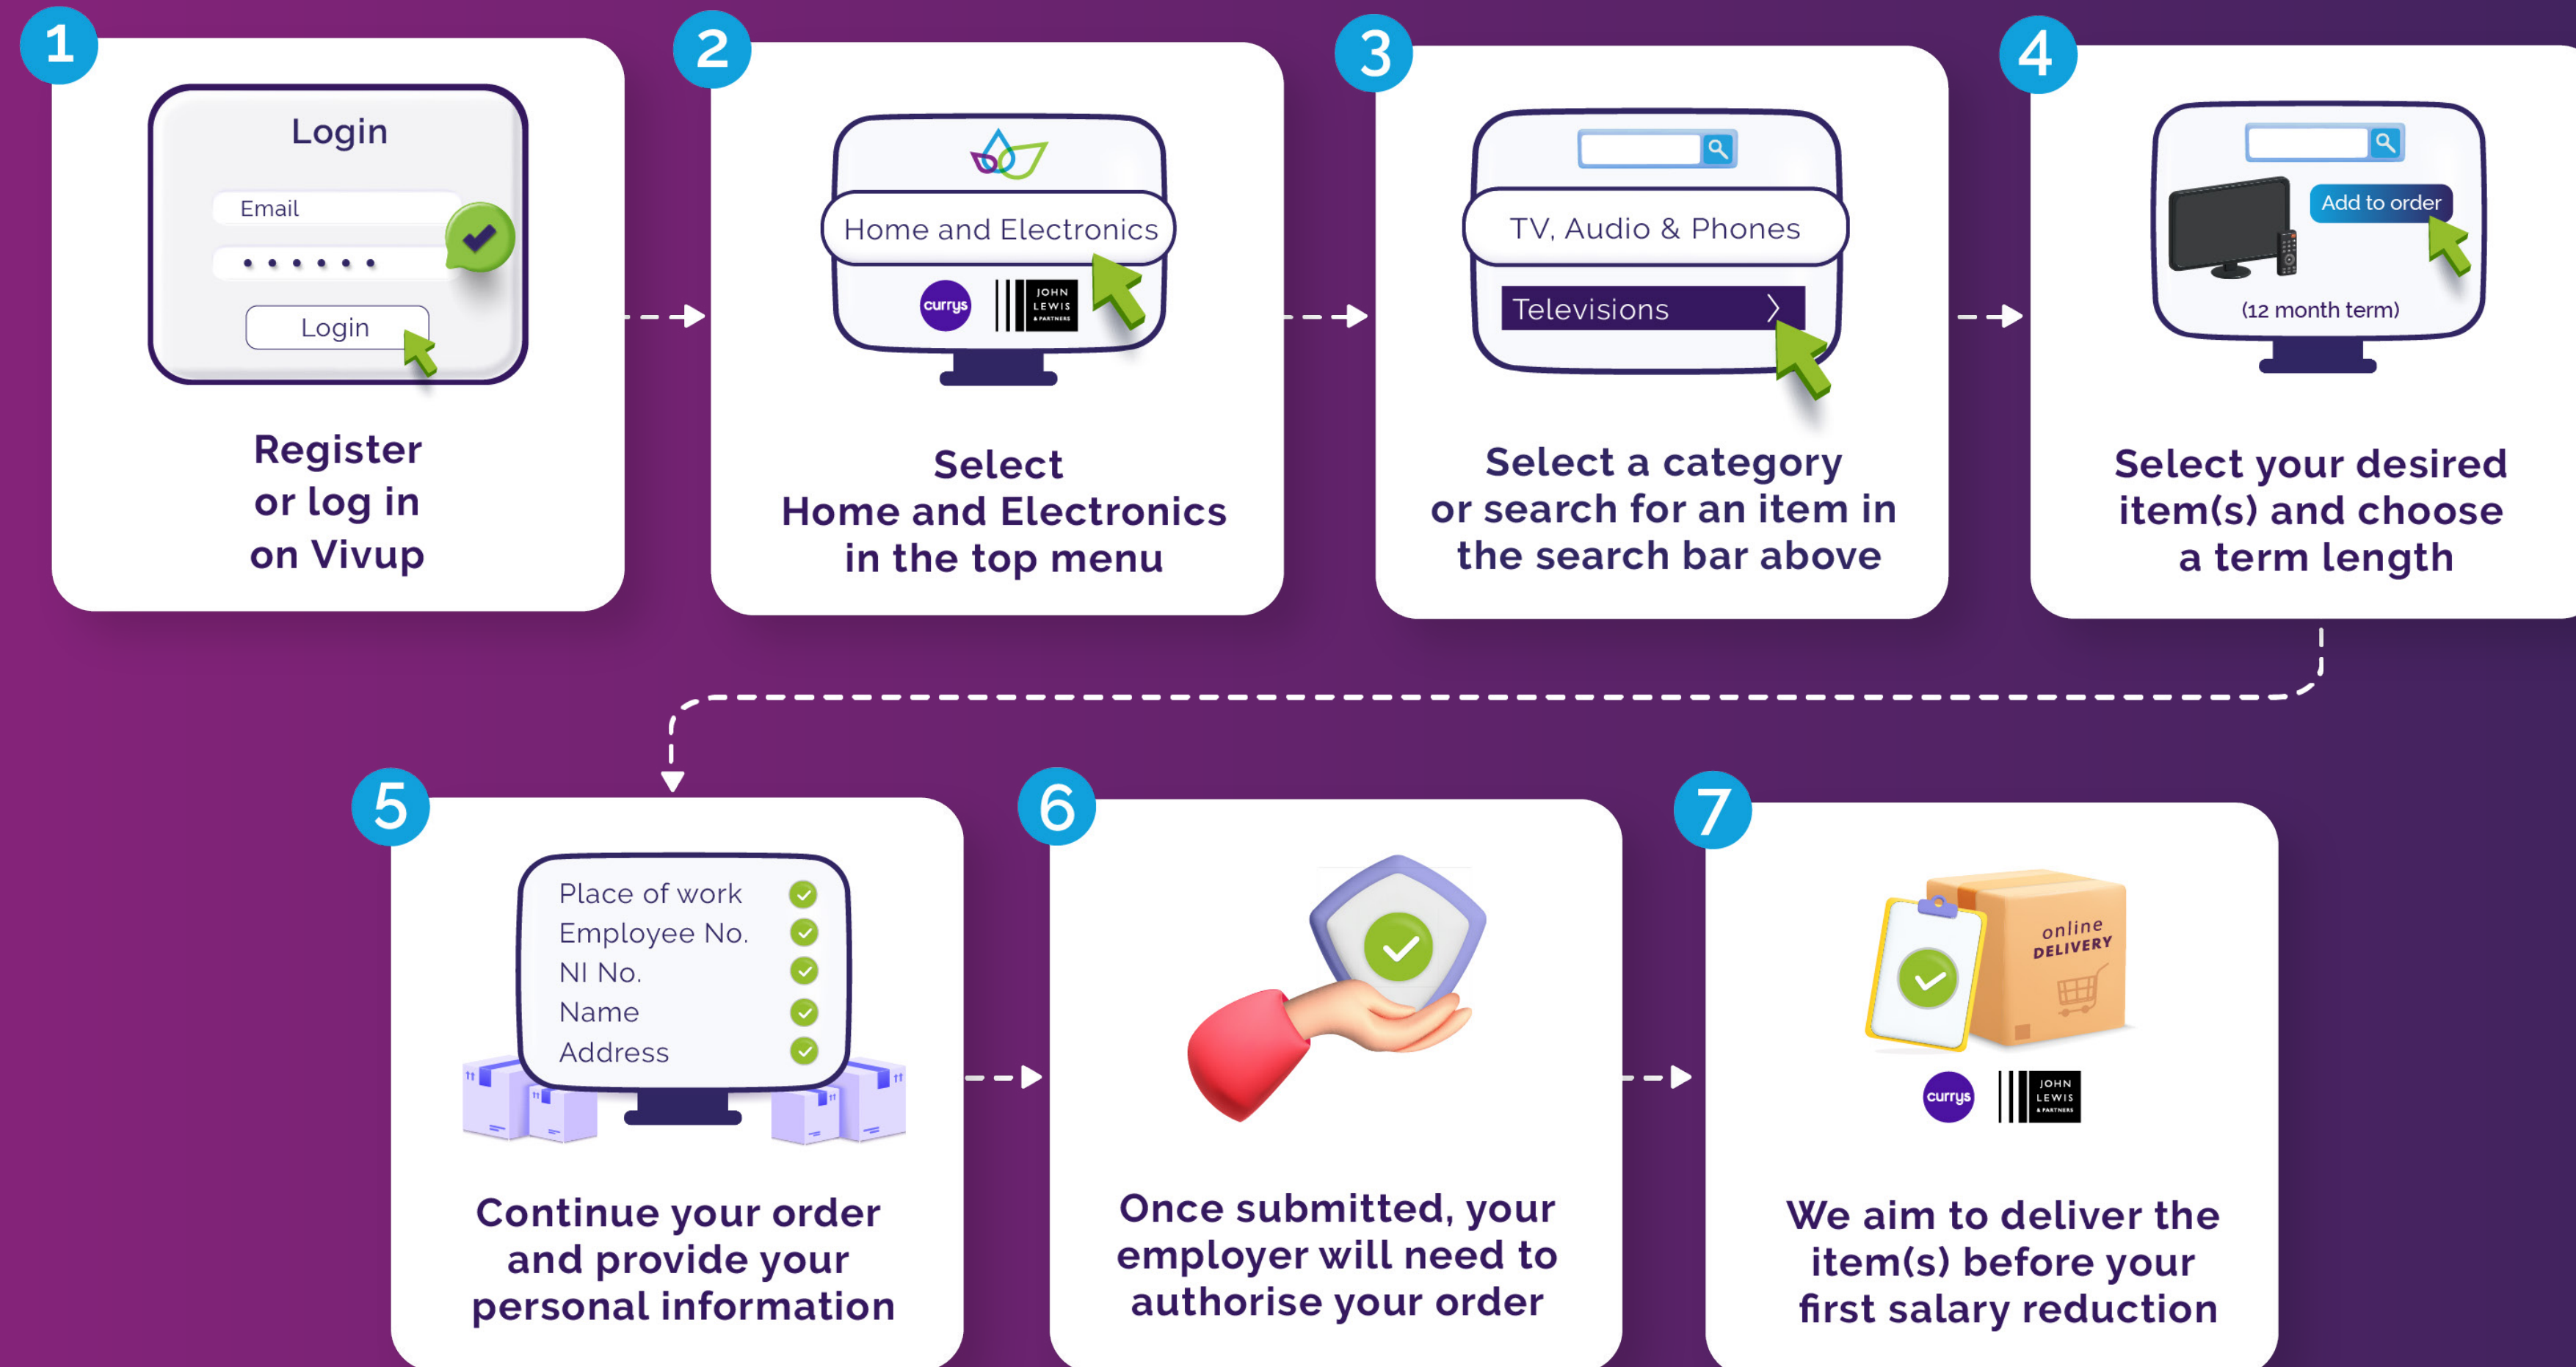 1
Login
Email
Login
Register
or log in
on Vivup
2
Home and Electronics
currys
JOHN
LEWIS
& PARTNERS
Select
Home and Electronics
in the top menu
3
TV, Audio & Phones
Televisions
Select a category
or search for an item in
the search bar above
4
Add to order
(12 month term)
Select your desired
item(s) and choose
a term length
5
Place of work
Employee No.
NI No.
Name
Address
Continue your order
and provide your
personal information
6
Once submitted, your
employer will need to
authorise your order
7
online
DELIVERY
currys
JOHN
LEWIS
& PARTNERS
We aim to deliver the
item(s) before your
first salary reduction